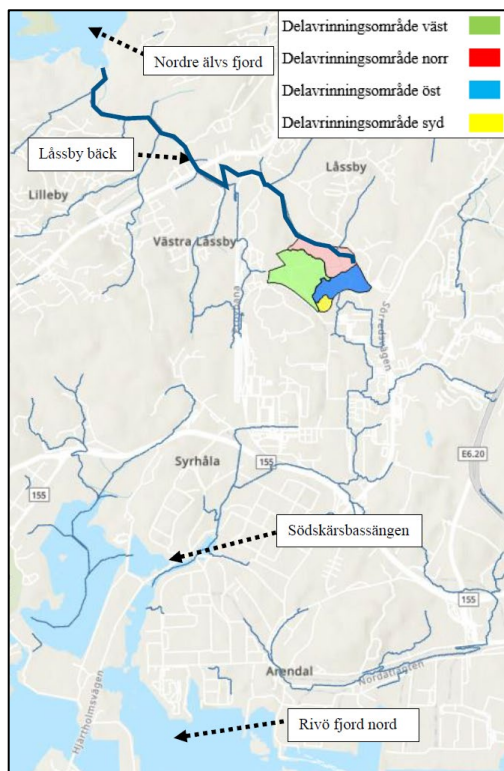 Delavrinningsområde väst
Nordre älvs fjord
Delavrinningsområde norr
Delavrinningsområde öst
Delavrinningsområde syd
Låssby bäck
Låssby
Lilleby
Västra Låssby
Sörredsvägen
Syrhåla
155
E6.20
155
Södskärsbassängen
155
Arendal
Nordatlanten
Hjärtholmsvägen
Rivö fjord nord